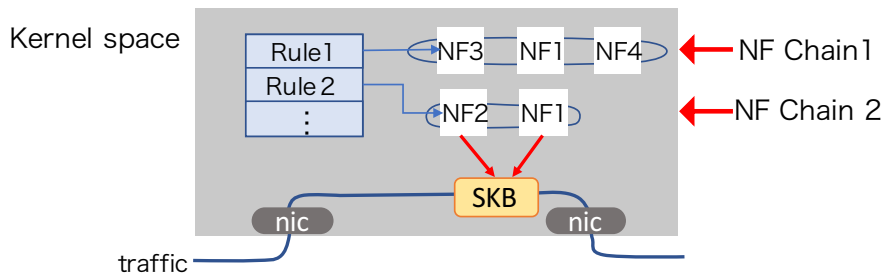 Kernel space
Rule1
Rule 2
⋮
NF3
NF1
NF4
NF Chain1
NF2
NF1
NF Chain 2
SKB
nic
nic
traffic